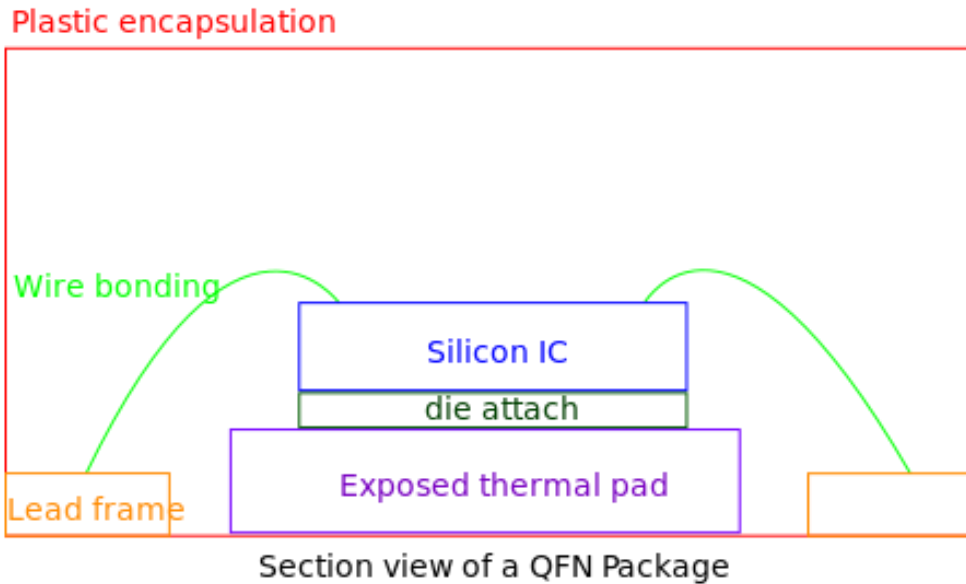 Plastic encapsulation
Wire bonding
Silicon IC
die attach
Exposed thermal pad
Lead frame
Section view of a QFN Package